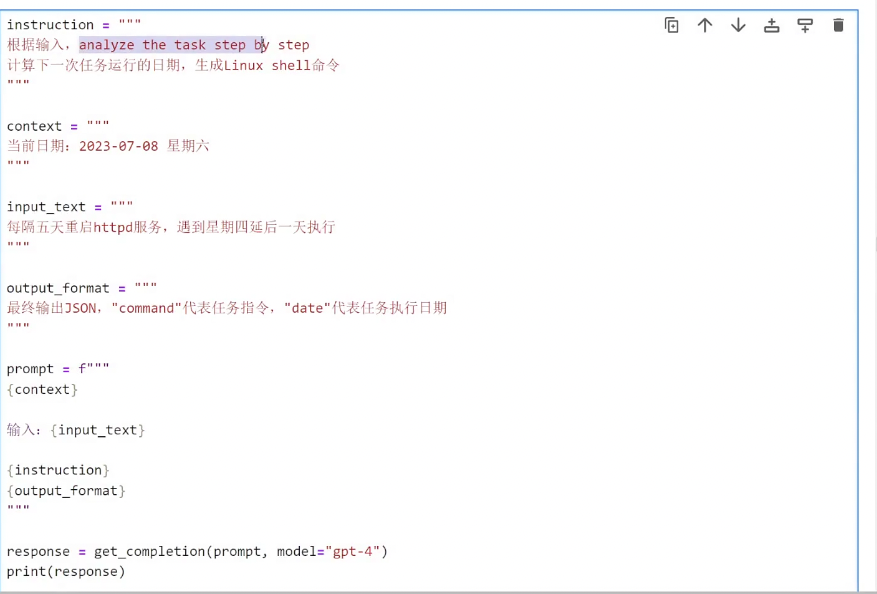 instruction = """
根据输入，analyze the task step by step
计算下一次任务运行的日期，生成Linux shell命令
"""
context = """
当前日期：2023-07-08 星期六
"""
input_text = """
每隔五天重启httpd服务，遇到星期四延后一天执行
"""
output_format = """
最终输出JSON，"command"代表任务指令，"date"代表任务执行日期
"""
prompt = f"""
{context}
输入：{input_text}
{instruction}
{output_format}
"""
response = get_completion(prompt, model="gpt-4")
print(response)